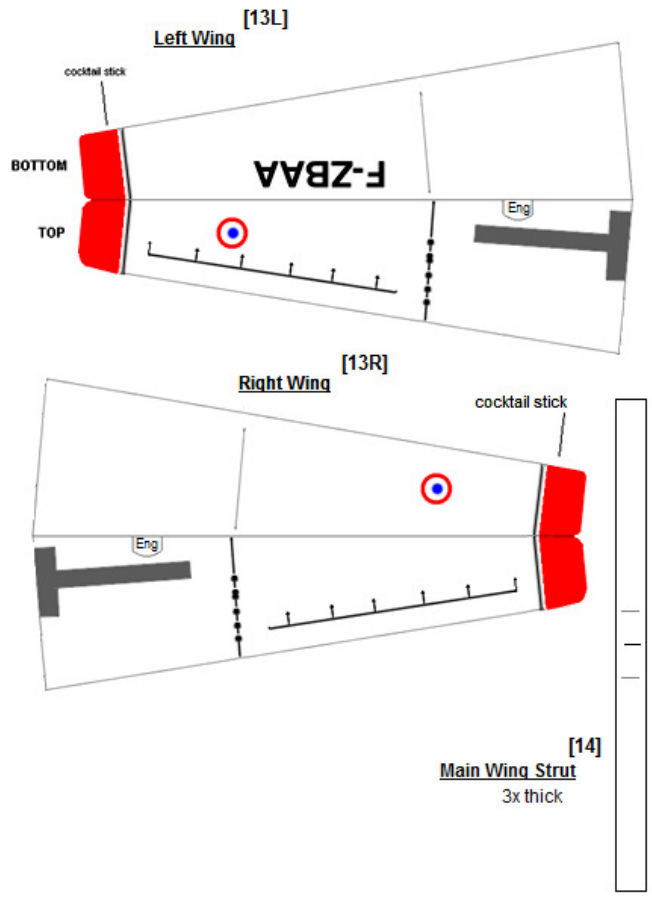 [13L]
Left Wing
cocktail stick
BOTTOM
F-ZBAA
TOP
Eng
[13R]
Right Wing
cocktail stick
Eng
[14]
Main Wing Strut
3x thick